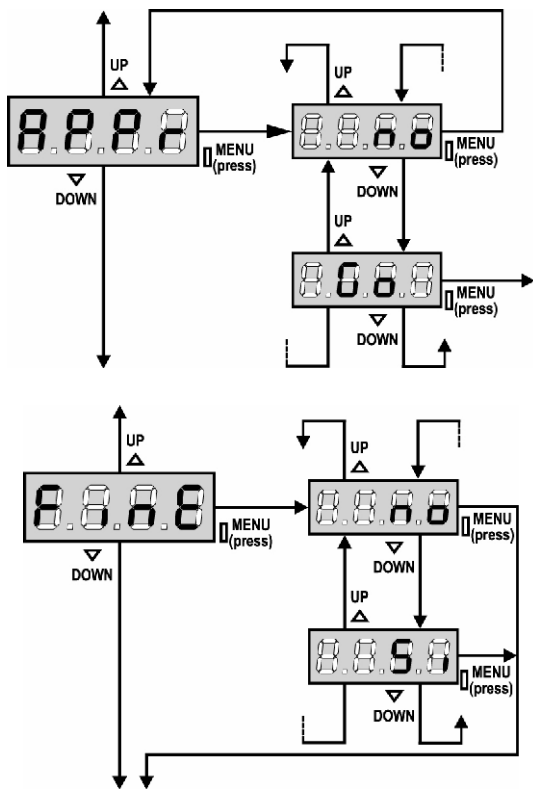 UP
APPr
MENU
(press)
DOWN
UP
no
MENU
(press)
DOWN
UP
Go
MENU
(press)
DOWN
UP
FinE
MENU
(press)
DOWN
UP
no
MENU
(press)
DOWN
UP
Si
MENU
(press)
DOWN